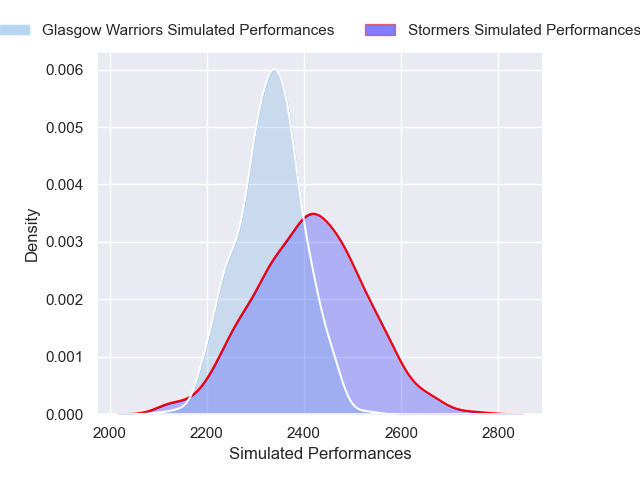 Glasgow Warriors Simulated Performances Stormers Simulated Performances
0.006
0.005
0.004
0.003
0.002
0.001
0.000
Density
2000 2200 2400 2600 2800
Simulated Performances